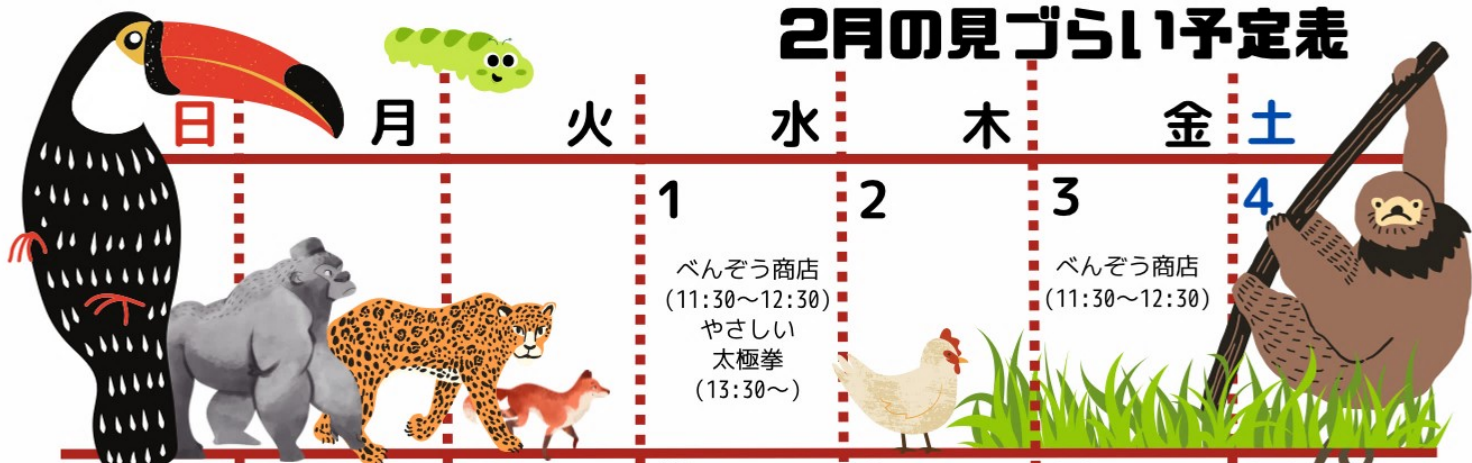 2月の見づらい予定表
日 月 火 水 木 金 土
1 2 3 4
べんぞう商店
(11:30〜12:30)
やさしい
太極拳
(13:30〜)
べんぞう商店
(11:30〜12:30)